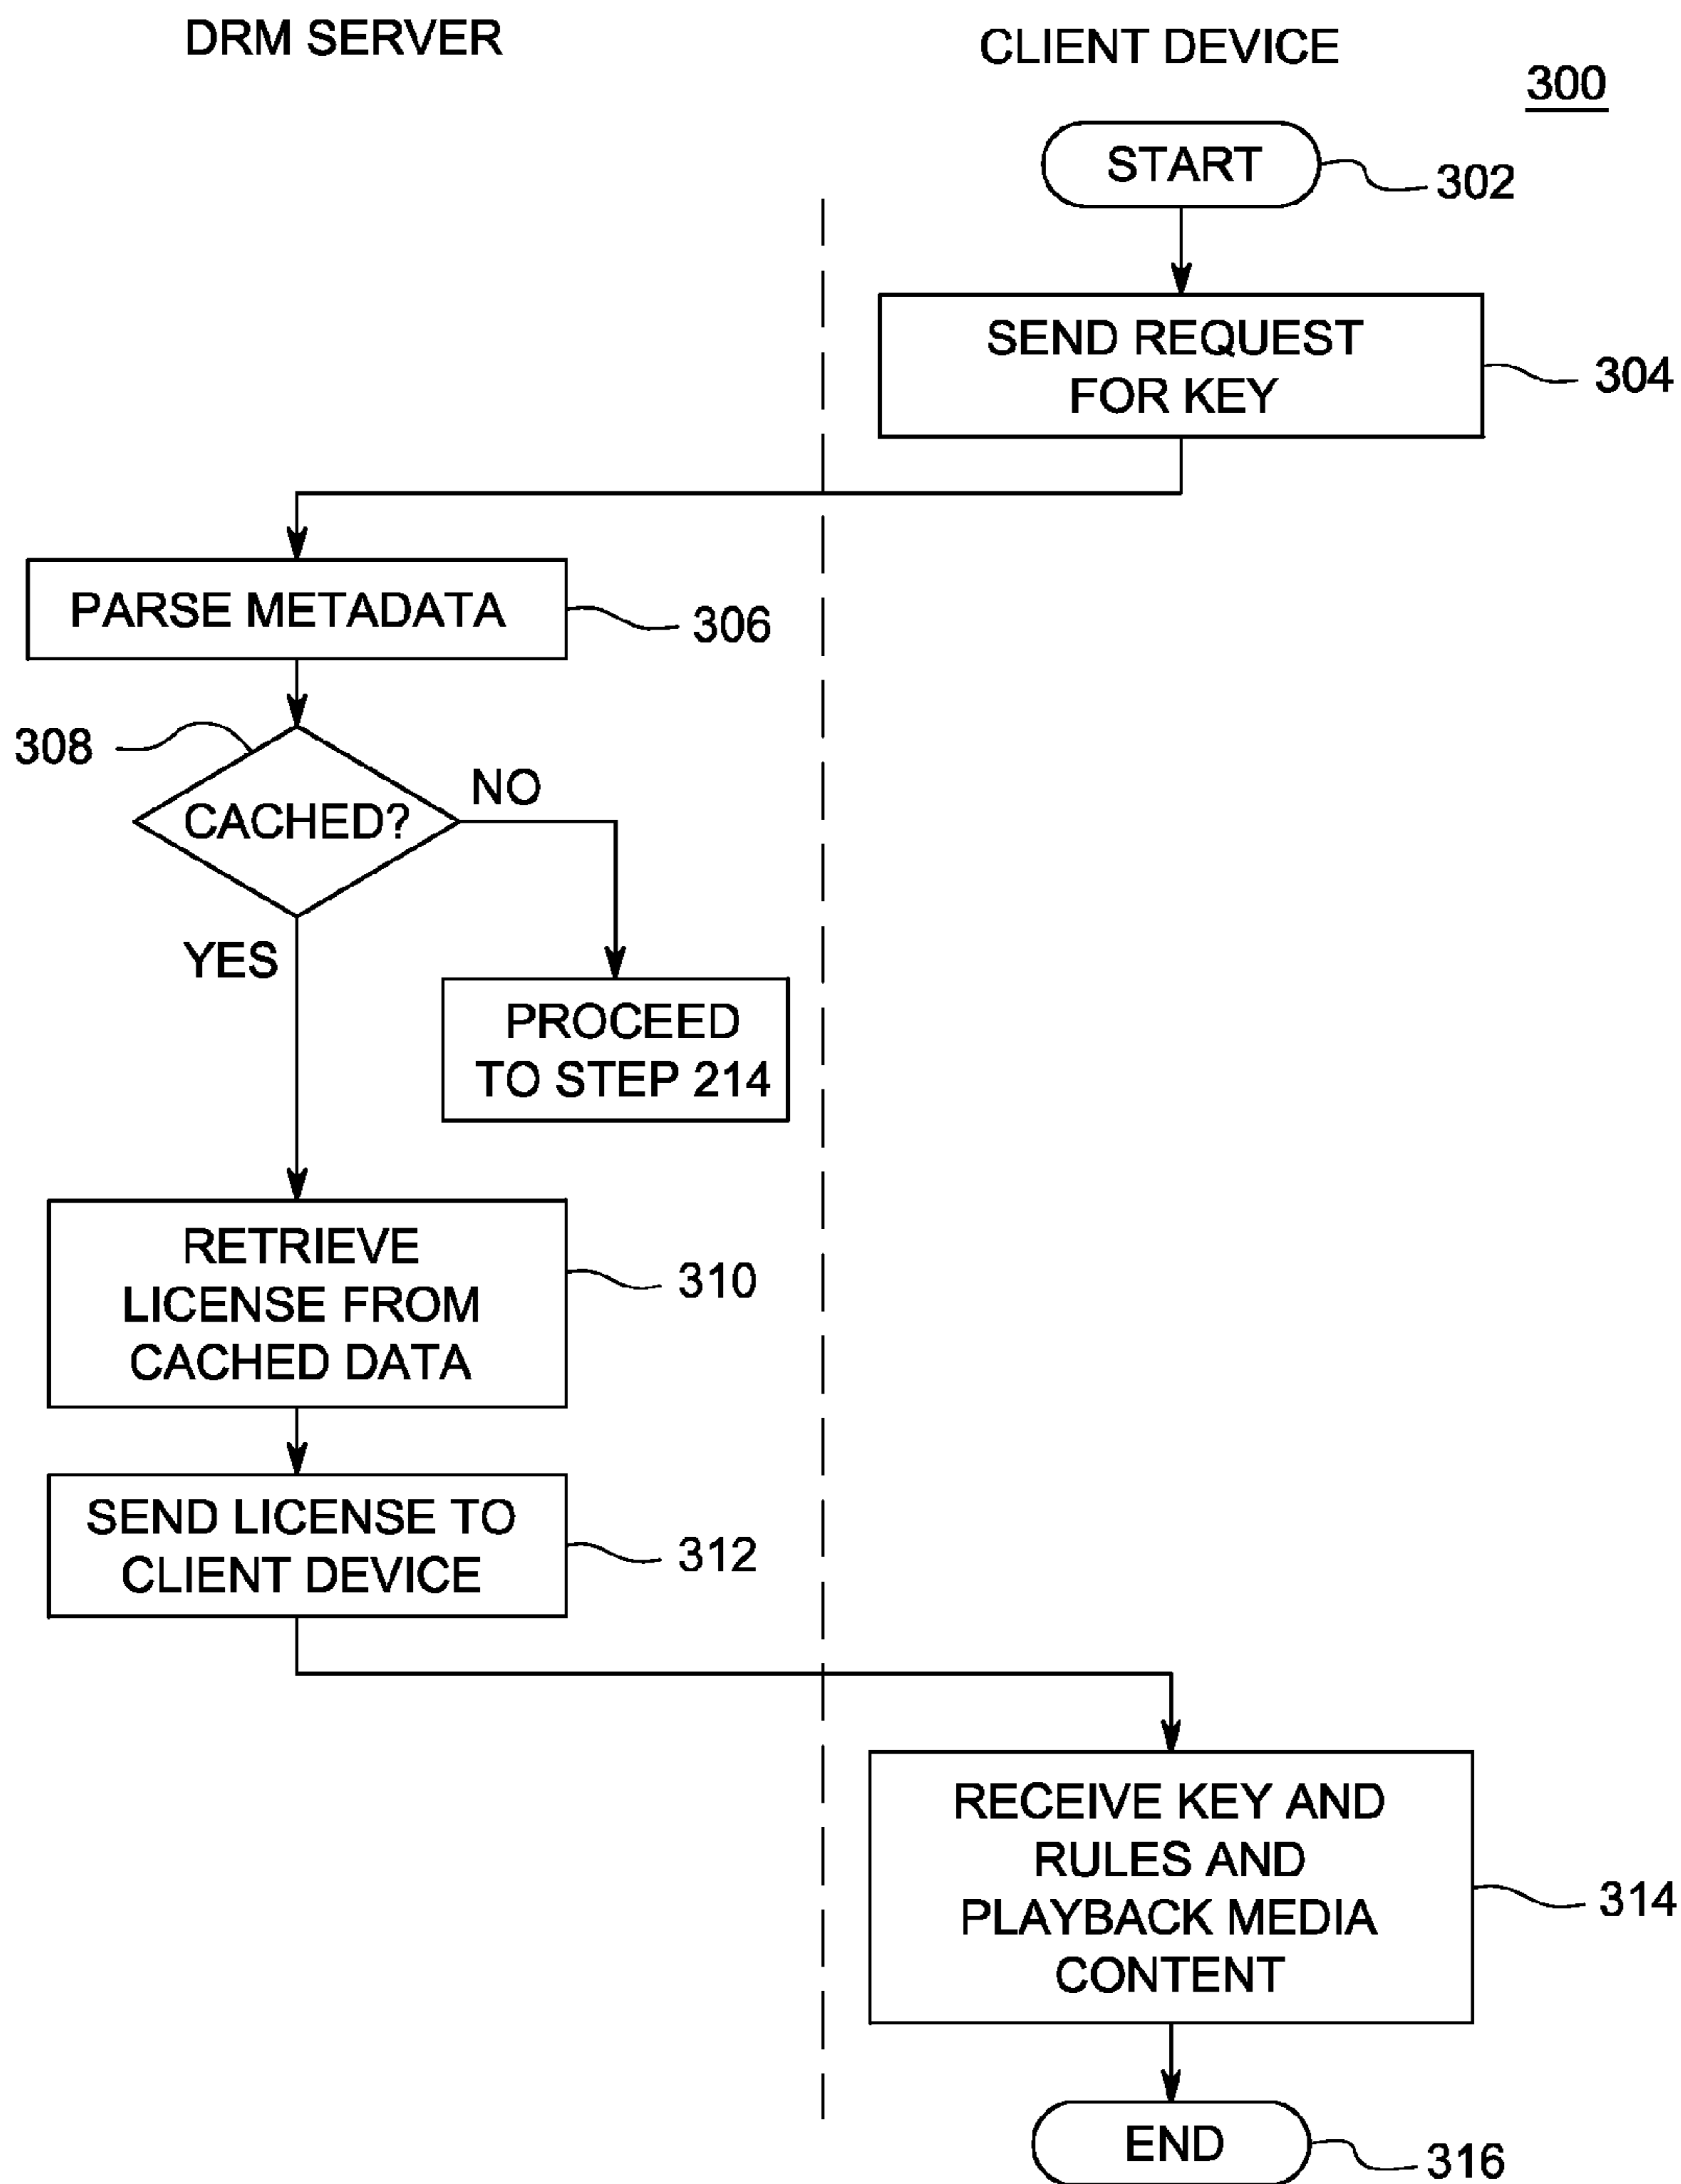 DRM SERVER
CLIENT DEVICE
300
START
302
SEND REQUEST
FOR KEY
304
PARSE METADATA
306
308
CACHED?
NO
YES
PROCEED
TO STEP 214
RETRIEVE
LICENSE FROM
CACHED DATA
310
SEND LICENSE TO
CLIENT DEVICE
312
RECEIVE KEY AND
RULES AND
PLAYBACK MEDIA
CONTENT
314
END
316